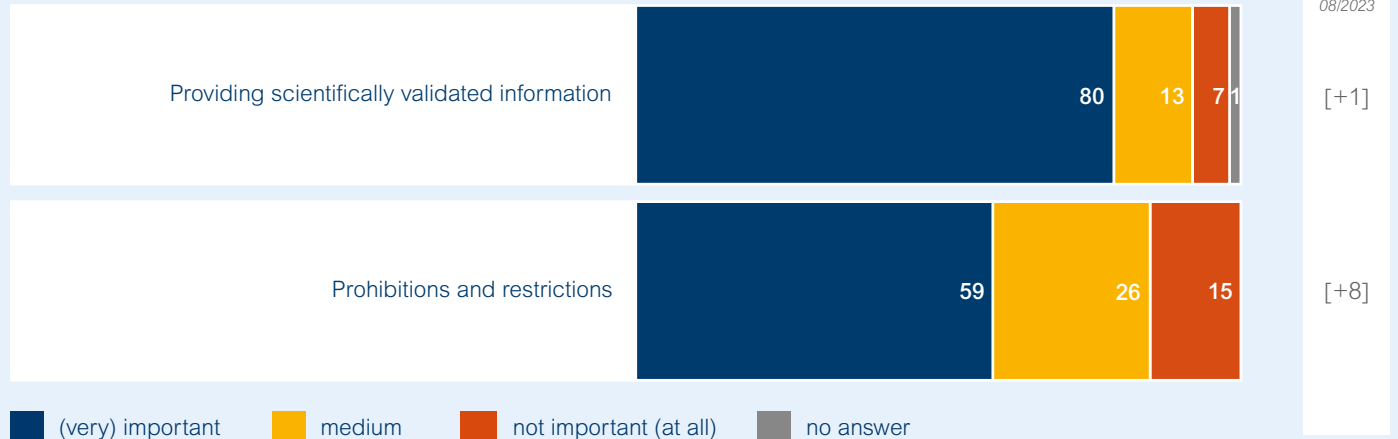 08/2023
Providing scientifically validated information 80 13 7 1 [+1]
Prohibitions and restrictions 59 26 15 [+8]
(very) important medium not important (at all) no answer